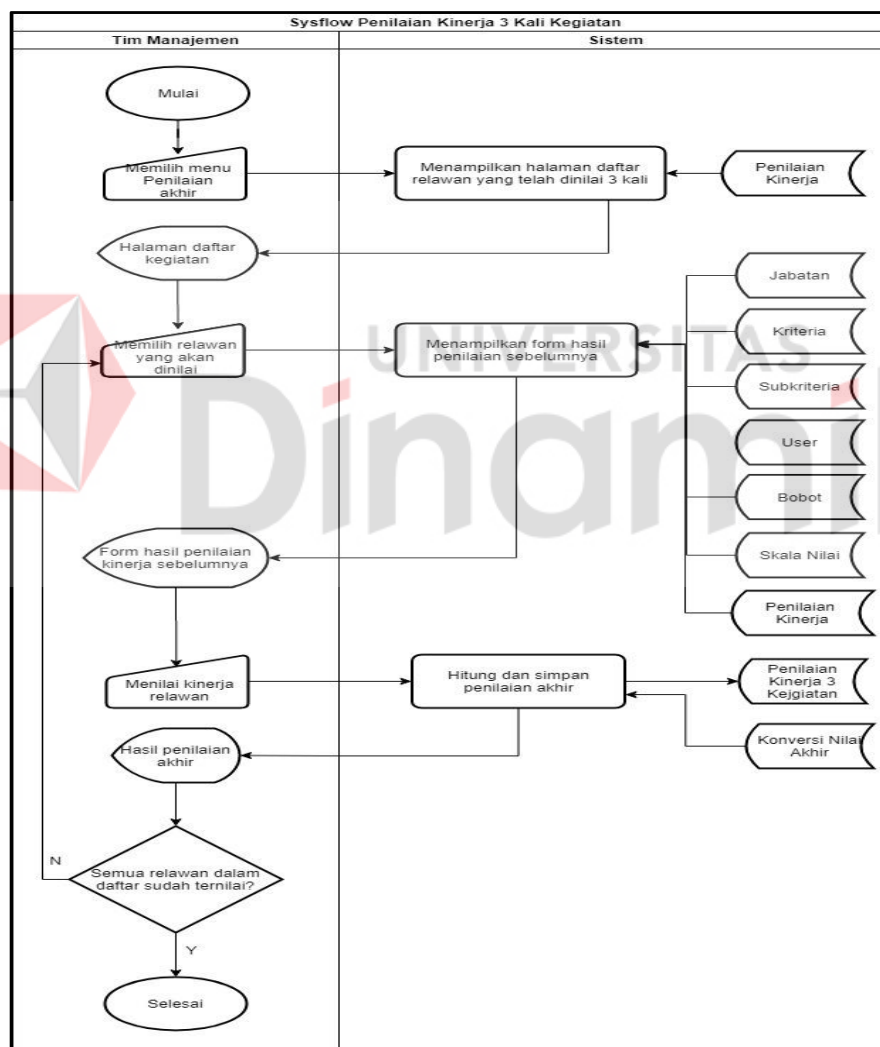 Sysflow Penilaian Kinerja 3 Kali Kegiatan
Tim Manajemen
Sistem
Mulai
Memilih menu
Penilaian
akhir
Menampilkan halaman daftar
relawan yang telah dinilai 3 kali
Penilaian
Kinerja
Halaman daftar
kegiatan
Jabatan
Memilih relawan
yang akan
dinilai
Menampilkan form hasil
penilaian sebelumnya
Kriteria
Subkriteria
User
Bobot
Skala Nilai
Penilaian
Kinerja
Form hasil penilaian
kinerja sebelumnya
Menilai kinerja
relawan
Hitung dan simpan
penilaian akhir
Penilaian
Kinerja 3
Kejgiatan
Konversi Nilai
Akhir
Hasil penilaian
akhir
Semua relawan dalam
daftar sudah ternilai?
N
Y
Selesai
UNIVERSITAS
Dinami